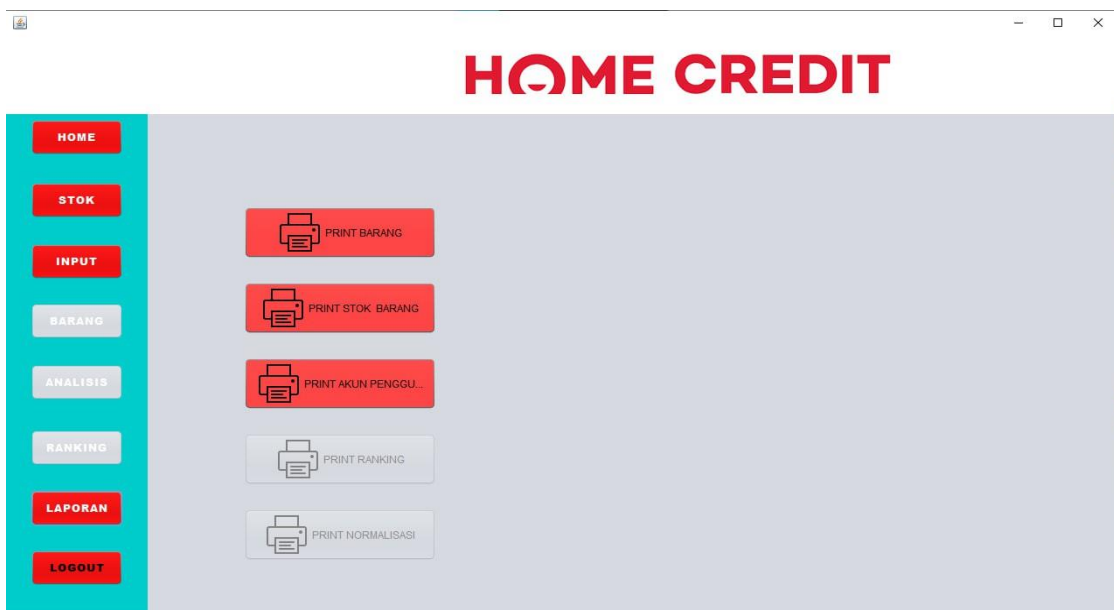 HOME CREDIT
HOME
STOK
INPUT
BARANG
ANALISIS
RANKING
LAPORAN
LOGOUT
PRINT BARANG
PRINT STOK BARANG
PRINT AKUN PENGGU...
PRINT RANKING
PRINT NORMALISASI